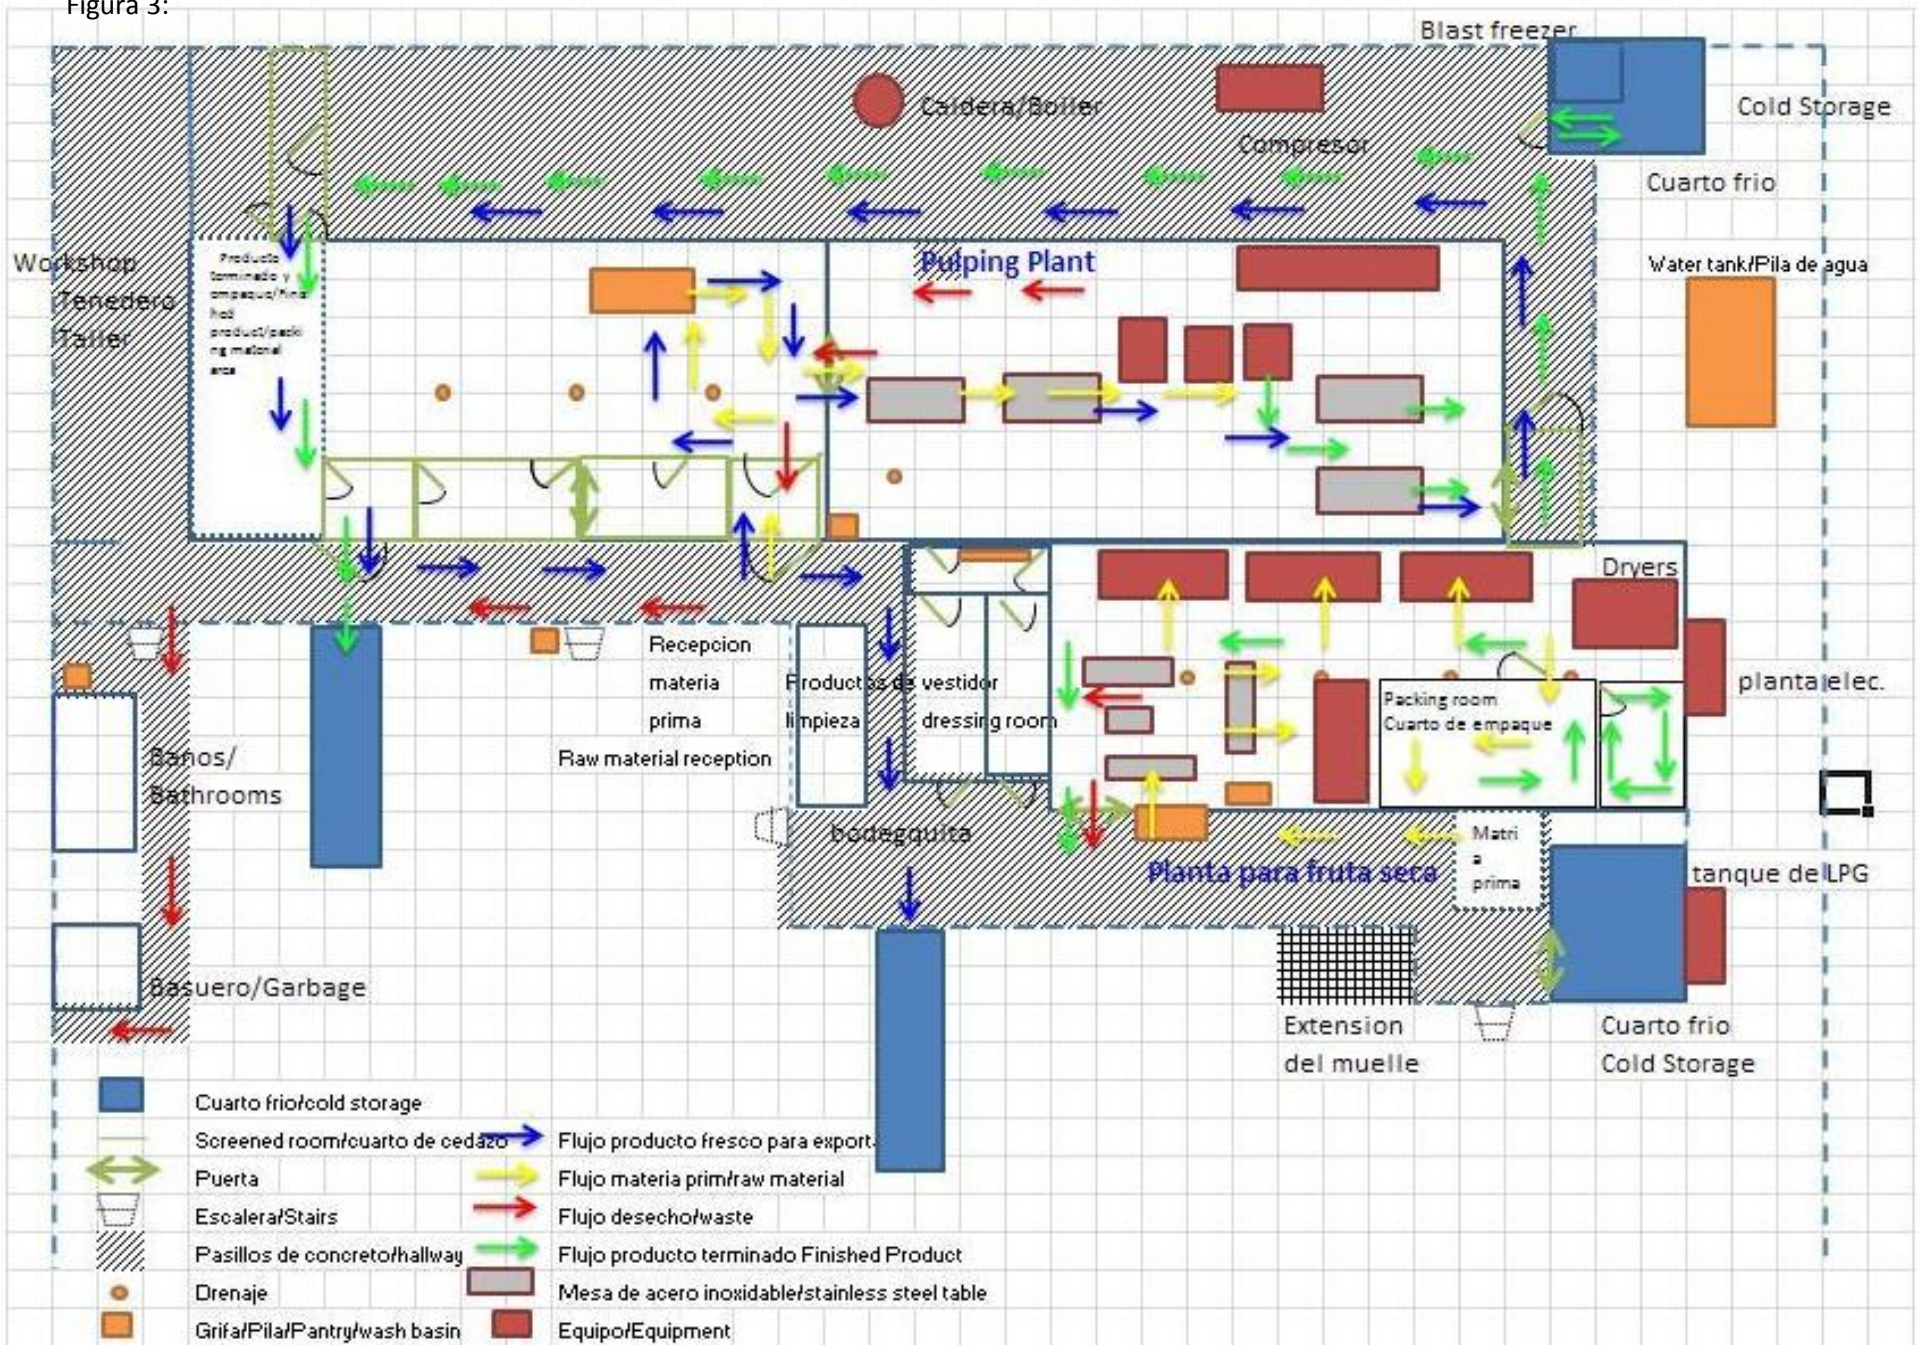 Figura 3:
Blast freezer
Caldera/Boiler
Cold Storage
Compresor
Cuarto frio
Workshop
Tenedero
Taller
Producto
terminado y
empaque/Finis
hed
product/packi
ng material
area
Pulping Plant
Water tank/Pila de agua
Dryers
Recepcion
materia
prima
Raw material reception
Productos de
limpieza
vestidor
dressing room
Packing room
Cuarto de empaque
planta elec.
Banos/
Bathrooms
bodegquita
Matri
a
prima
Planta para fruta seca
tanque de LPG
Basuero/Garbage
Extension
del muelle
Cuarto frio
Cold Storage
Cuarto frio/cold storage
Screened room/cuarto de cedazo
Puerta
Escalera/Stairs
Pasillos de concreto/hallway
Drenaje
Grifa/Pila/Pantry/wash basin
Flujo producto fresco para export.
Flujo materia prim/raw material
Flujo desecho/waste
Flujo producto terminado Finished Product
Mesa de acero inoxidable/stainless steel table
Equipo/Equipment